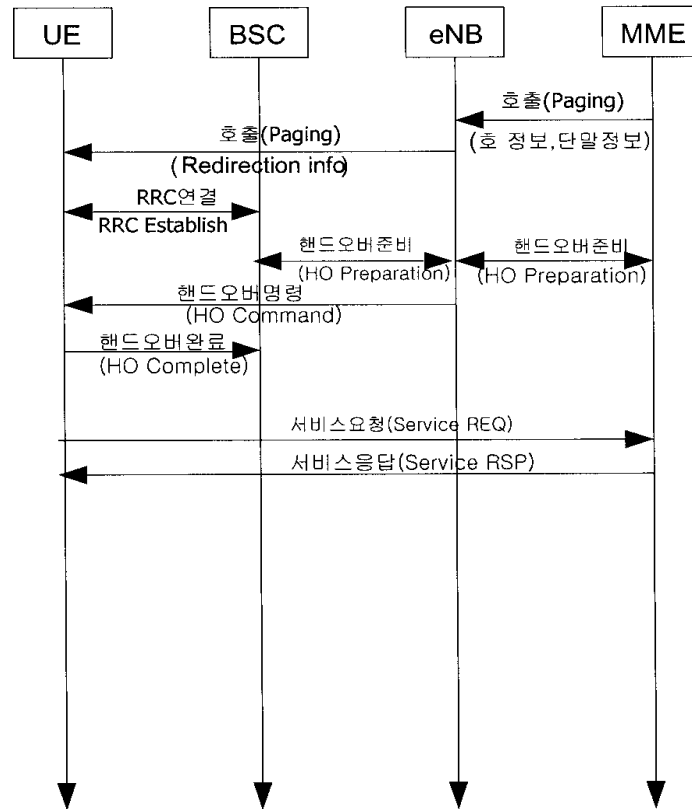 UE
BSC
eNB
MME
호출(Paging)
(호 정보,단말정보)
호출(Paging)
(Redirection info)
RRC연결
RRC Establish
핸드오버준비
(HO Preparation)
핸드오버준비
(HO Preparation)
핸드오버명령
(HO Command)
핸드오버완료
(HO Complete)
서비스요청(Service REQ)
서비스응답(Service RSP)